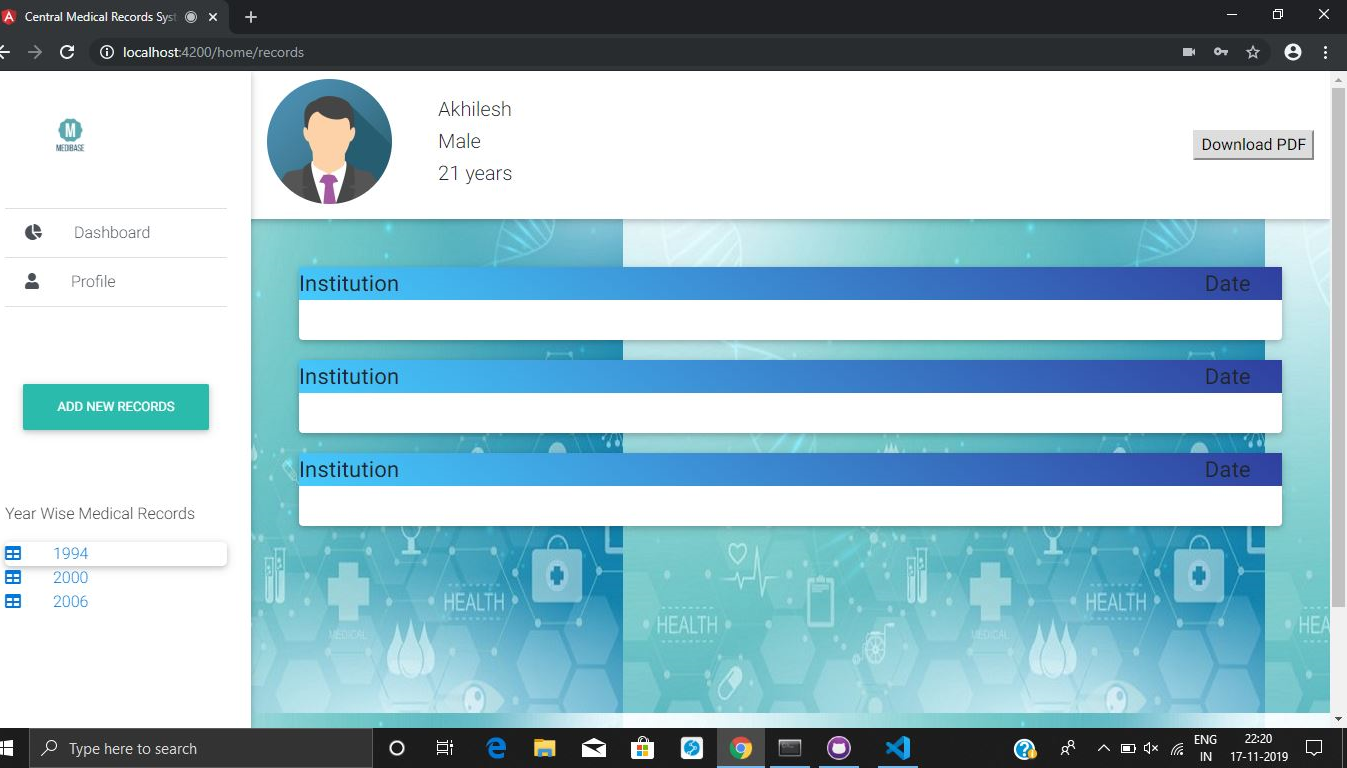 Central Medical Records Syst
localhost:4200/home/records
M
MEDIBASE
Akhilesh
Male
21 years
Download PDF
Dashboard
Profile
ADD NEW RECORDS
Year Wise Medical Records
1994
2000
2006
Institution Date
Institution Date
Institution Date
HEALTH
MEDICAL
HEALTH
HEALTH
MEDICAL
HEA
Type here to search
ENG
IN
22:20
17-11-2019